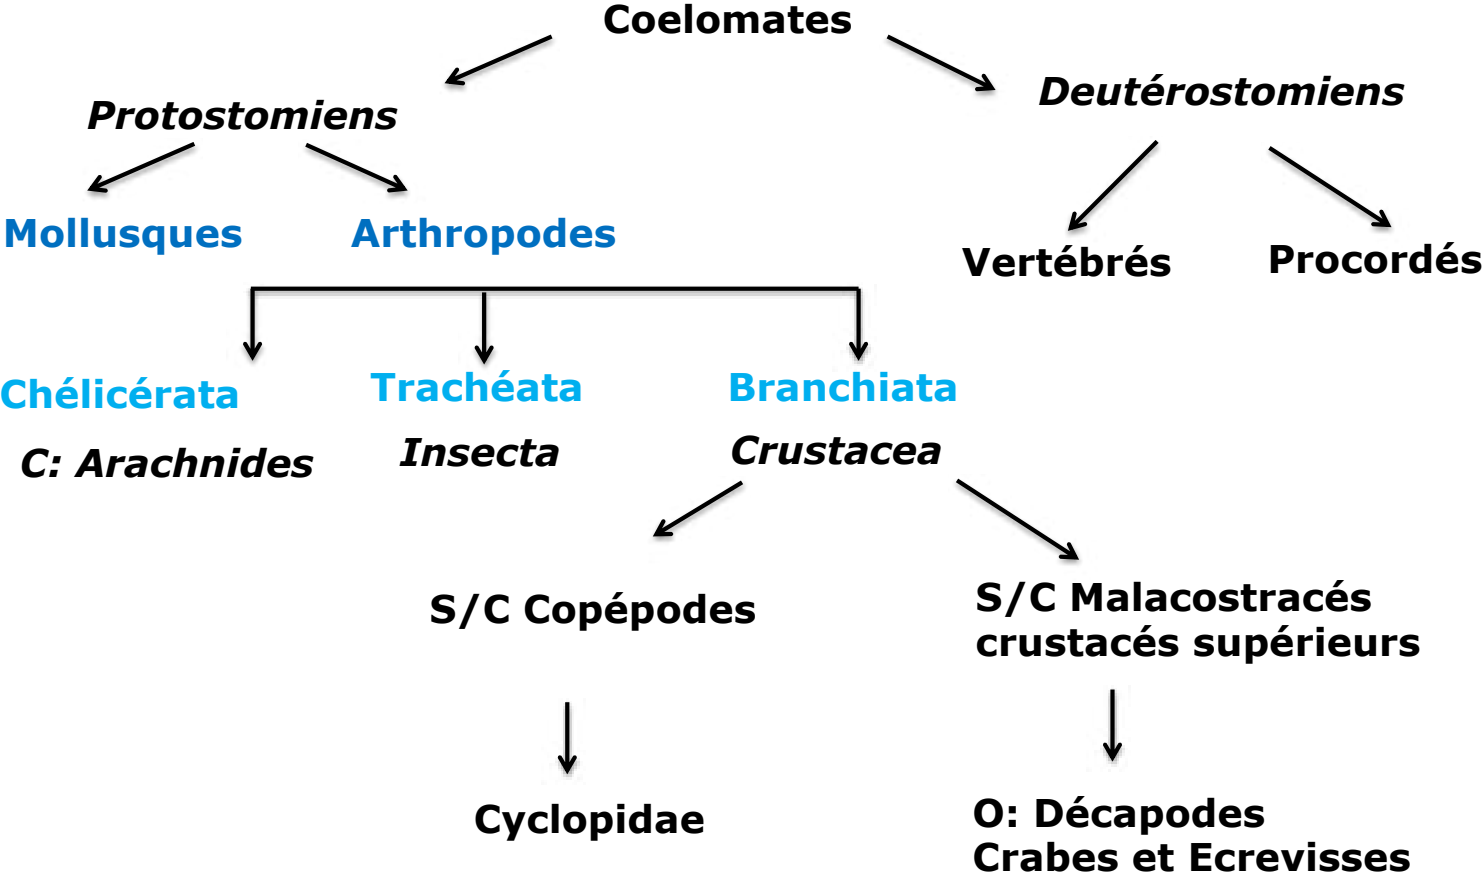 Coelomates
Protostomiens
Deutérostomiens
Mollusques
Arthropodes
Vertébrés
Procordés
Chélicérata
Trachéata
Branchiata
C: Arachnides
Insecta
Crustacea
S/C Copépodes
S/C Malacostracés
crustacés supérieurs
Cyclopidae
O: Décapodes
Crabes et Ecrevisses